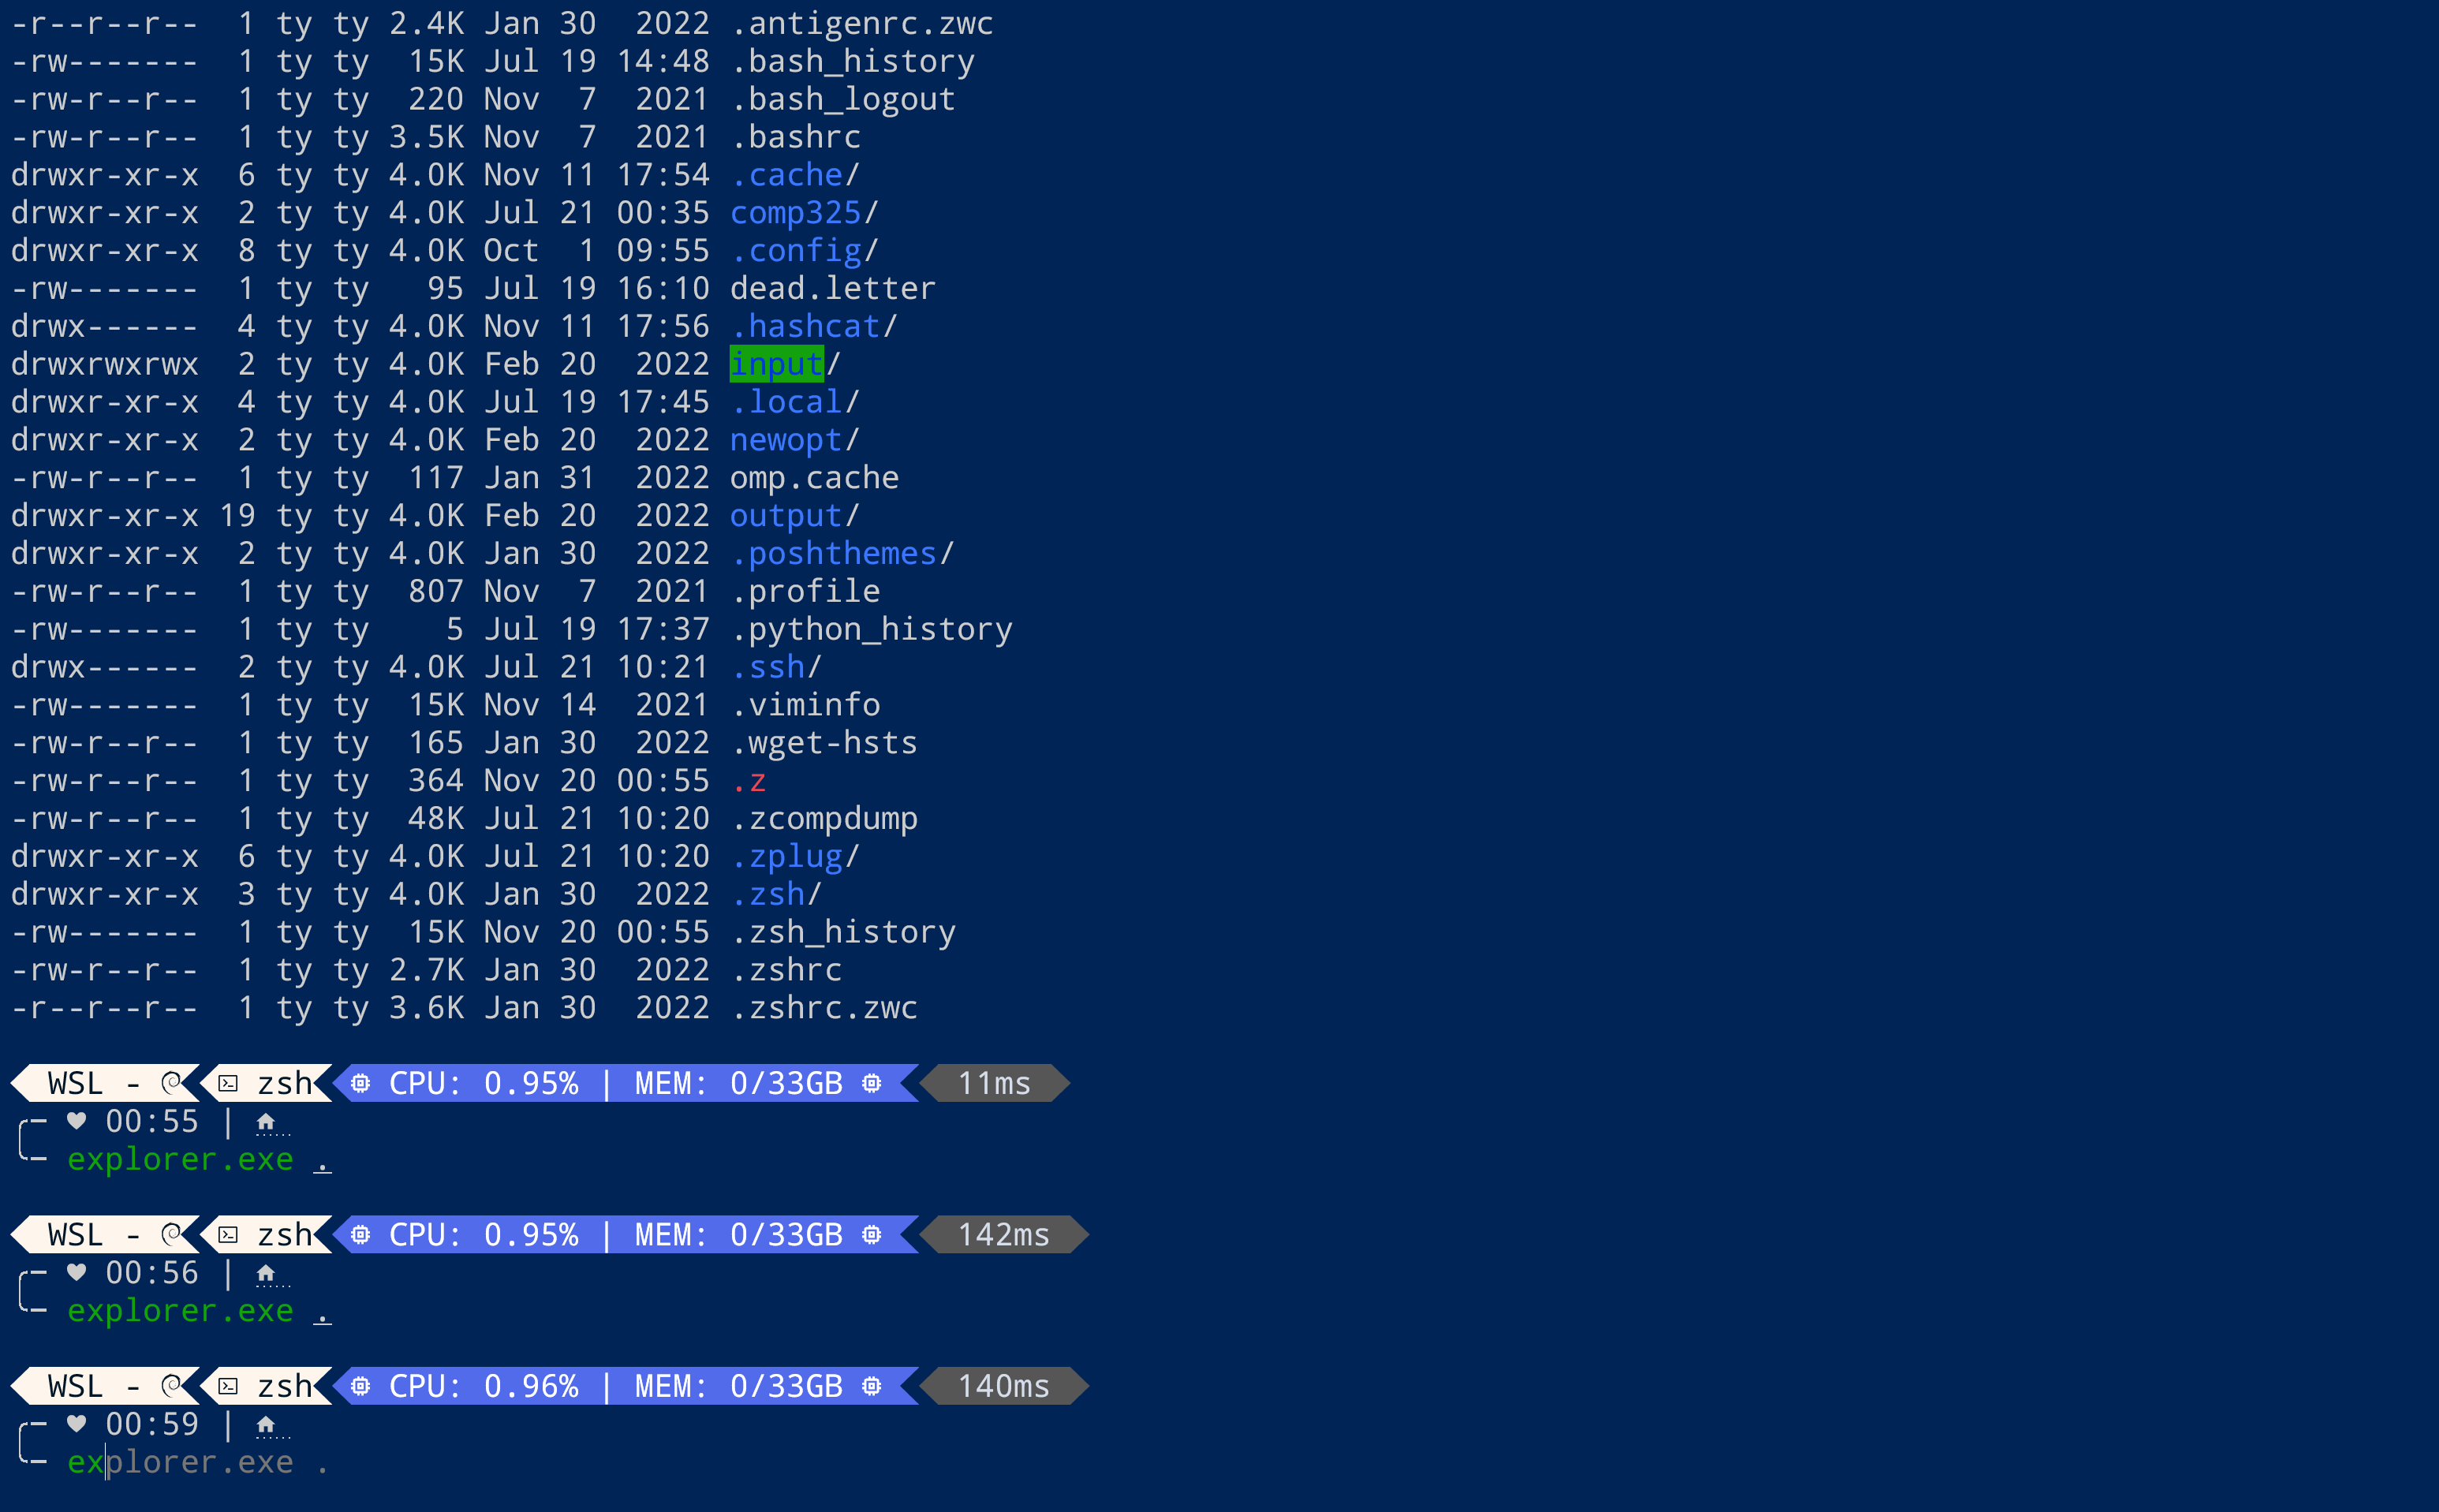 -r--r--r--  1 ty ty 2.4K Jan 30  2022 .antigenrc.zwc
-rw-------  1 ty ty  15K Jul 19 14:48 .bash_history
-rw-r--r--  1 ty ty  220 Nov  7  2021 .bash_logout
-rw-r--r--  1 ty ty 3.5K Nov  7  2021 .bashrc
drwxr-xr-x  6 ty ty 4.0K Nov 11 17:54 .cache/
drwxr-xr-x  2 ty ty 4.0K Jul 21 00:35 comp325/
drwxr-xr-x  8 ty ty 4.0K Oct  1 09:55 .config/
-rw-------  1 ty ty   95 Jul 19 16:10 dead.letter
drwx------  4 ty ty 4.0K Nov 11 17:56 .hashcat/
drwxrwxrwx  2 ty ty 4.0K Feb 20  2022 input/
drwxr-xr-x  4 ty ty 4.0K Jul 19 17:45 .local/
drwxr-xr-x  2 ty ty 4.0K Feb 20  2022 newopt/
-rw-r--r--  1 ty ty  117 Jan 31  2022 omp.cache
drwxr-xr-x 19 ty ty 4.0K Feb 20  2022 output/
drwxr-xr-x  2 ty ty 4.0K Jan 30  2022 .poshthemes/
-rw-r--r--  1 ty ty  807 Nov  7  2021 .profile
-rw-------  1 ty ty    5 Jul 19 17:37 .python_history
drwx------  2 ty ty 4.0K Jul 21 10:21 .ssh/
-rw-------  1 ty ty  15K Nov 14  2021 .viminfo
-rw-r--r--  1 ty ty  165 Jan 30  2022 .wget-hsts
-rw-r--r--  1 ty ty  364 Nov 20 00:55 .z
-rw-r--r--  1 ty ty  48K Jul 21 10:20 .zcompdump
drwxr-xr-x  6 ty ty 4.0K Jul 21 10:20 .zplug/
drwxr-xr-x  3 ty ty 4.0K Jan 30  2022 .zsh/
-rw-------  1 ty ty  15K Nov 20 00:55 .zsh_history
-rw-r--r--  1 ty ty 2.7K Jan 30  2022 .zshrc
-r--r--r--  1 ty ty 3.6K Jan 30  2022 .zshrc.zwc
WSL - zsh CPU: 0.95% | MEM: 0/33GB 11ms
♥ 00:55 |
explorer.exe .
WSL - zsh CPU: 0.95% | MEM: 0/33GB 142ms
♥ 00:56 |
explorer.exe .
WSL - zsh CPU: 0.96% | MEM: 0/33GB 140ms
♥ 00:59 |
explorer.exe .